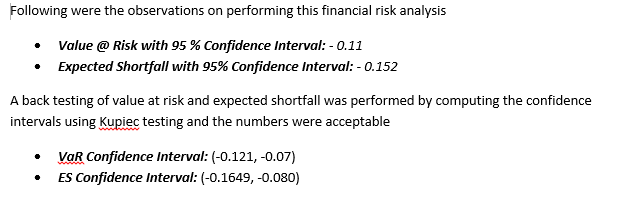 Following were the observations on performing this financial risk analysis
• Value @ Risk with 95 % Confidence Interval: - 0.11
• Expected Shortfall with 95% Confidence Interval: - 0.152
A back testing of value at risk and expected shortfall was performed by computing the confidence
intervals using Kupiec testing and the numbers were acceptable
• VaR Confidence Interval: (-0.121, -0.07)
• ES Confidence Interval: (-0.1649, -0.080)